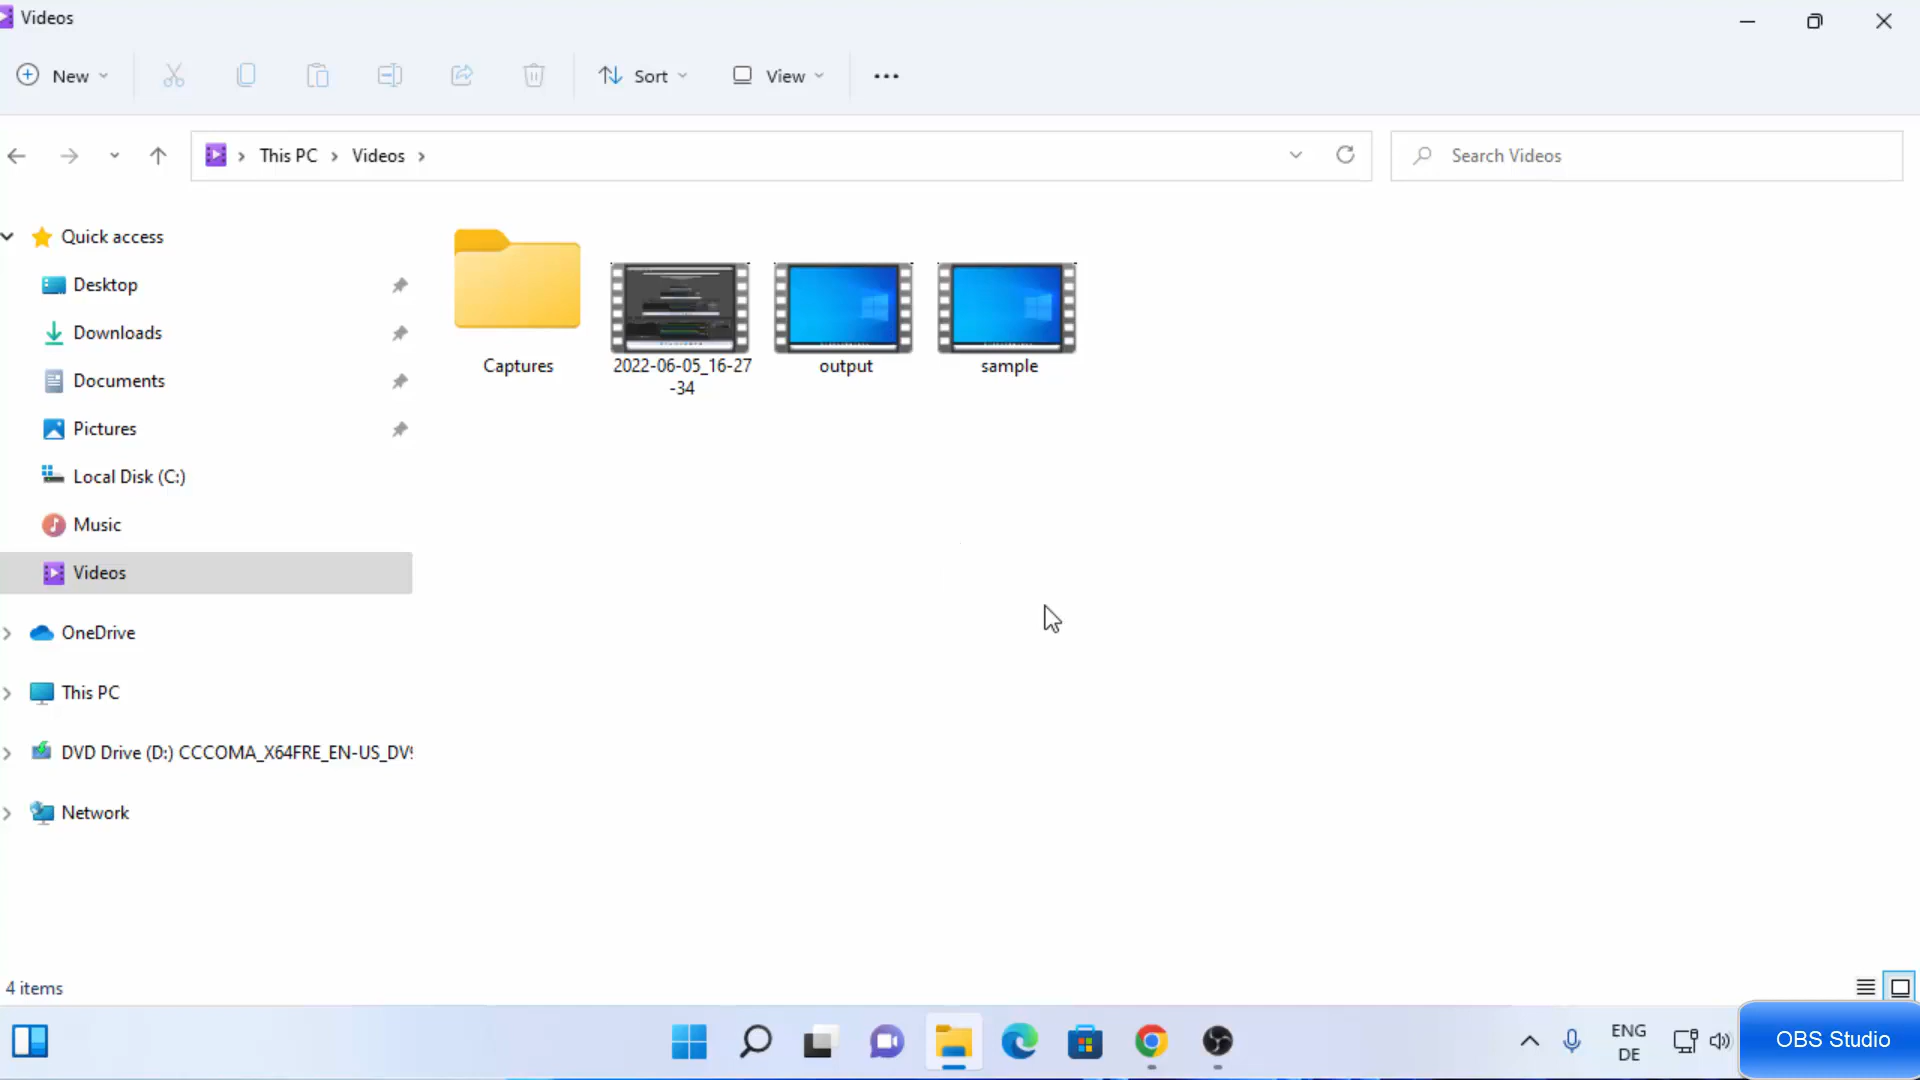 Videos
New
Sort
View
This PC
Videos
Search Videos
Quick access
Desktop
Downloads
Documents
Pictures
Local Disk (C:)
Music
Videos
OneDrive
This PC
DVD Drive (D:) CCCOMA_X64FRE_EN-US_DV
Network
Captures
2022-06-05_16-27
-34
output
sample
4 items
ENG
DE
OBS Studio